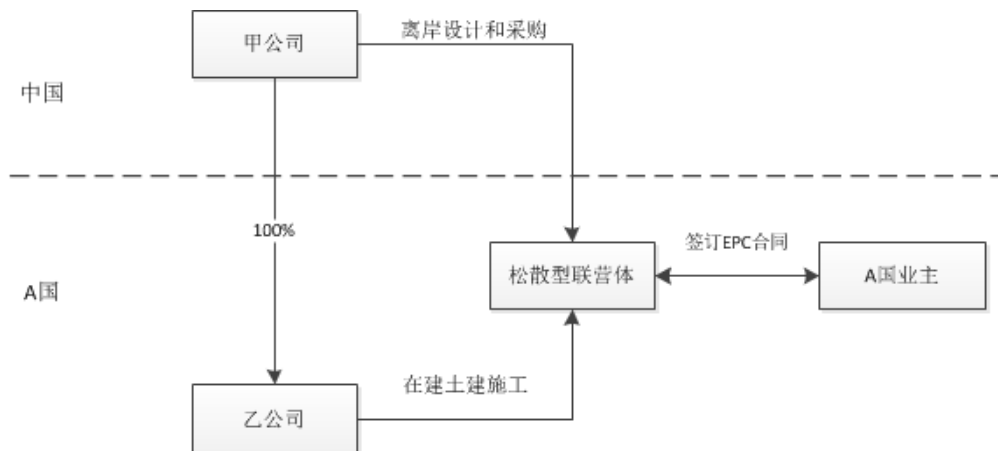 甲公司
离岸设计和采购
中国
100%
签订EPC合同
松散型联营体
A国业主
A国
在建土建施工
乙公司